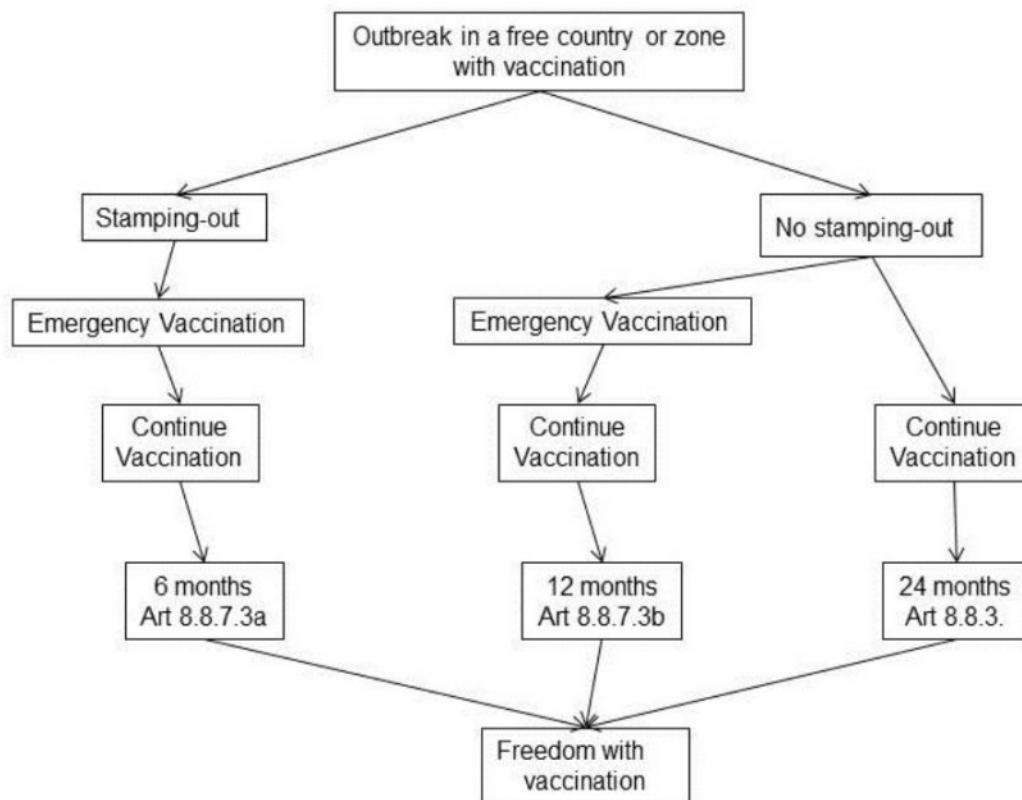 Outbreak in a free country or zone
with vaccination
Stamping-out
No stamping-out
Emergency Vaccination
Emergency Vaccination
Continue
Vaccination
Continue
Vaccination
Continue
Vaccination
6 months
Art 8.8.7.3a
12 months
Art 8.8.7.3b
24 months
Art 8.8.3.
Freedom with
vaccination